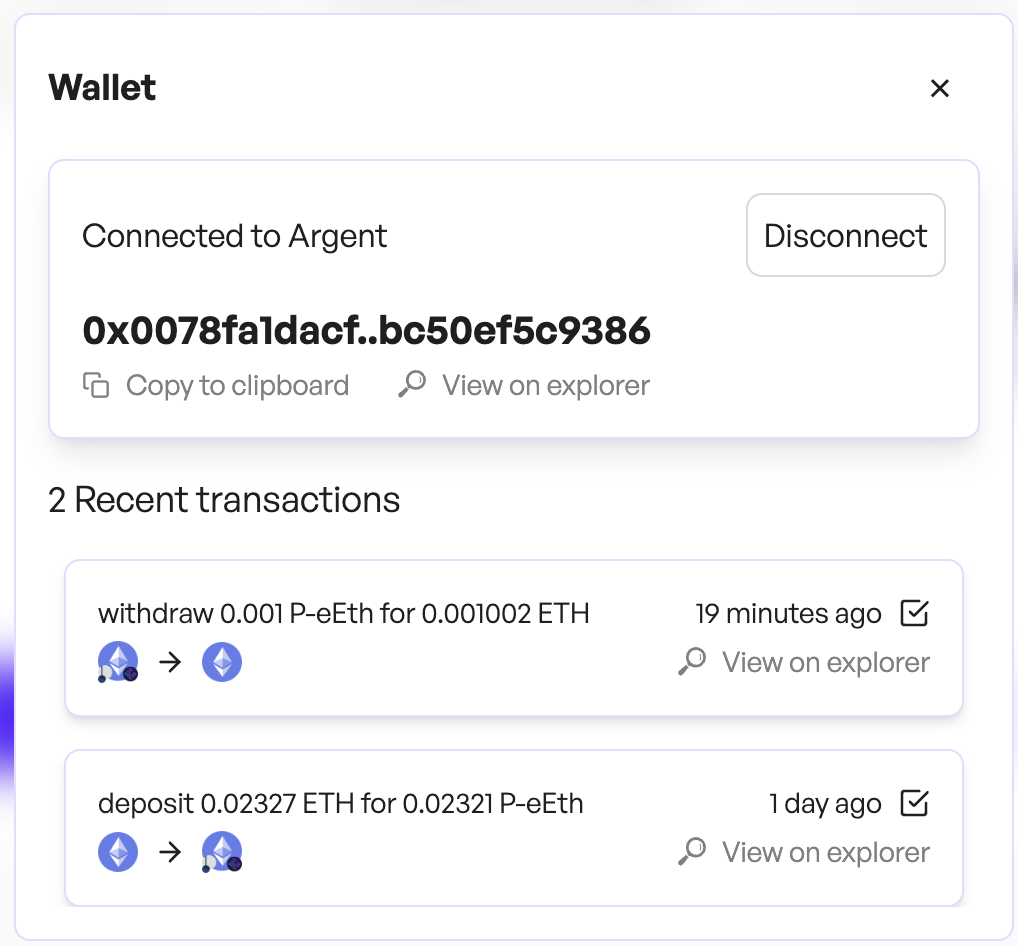 Wallet
Connected to Argent
Disconnect
0x0078fa1dacf..bc50ef5c9386
Copy to clipboard
View on explorer
2 Recent transactions
withdraw 0.001 P-eEth for 0.001002 ETH
19 minutes ago
View on explorer
deposit 0.02327 ETH for 0.02321 P-eEth
1 day ago
View on explorer